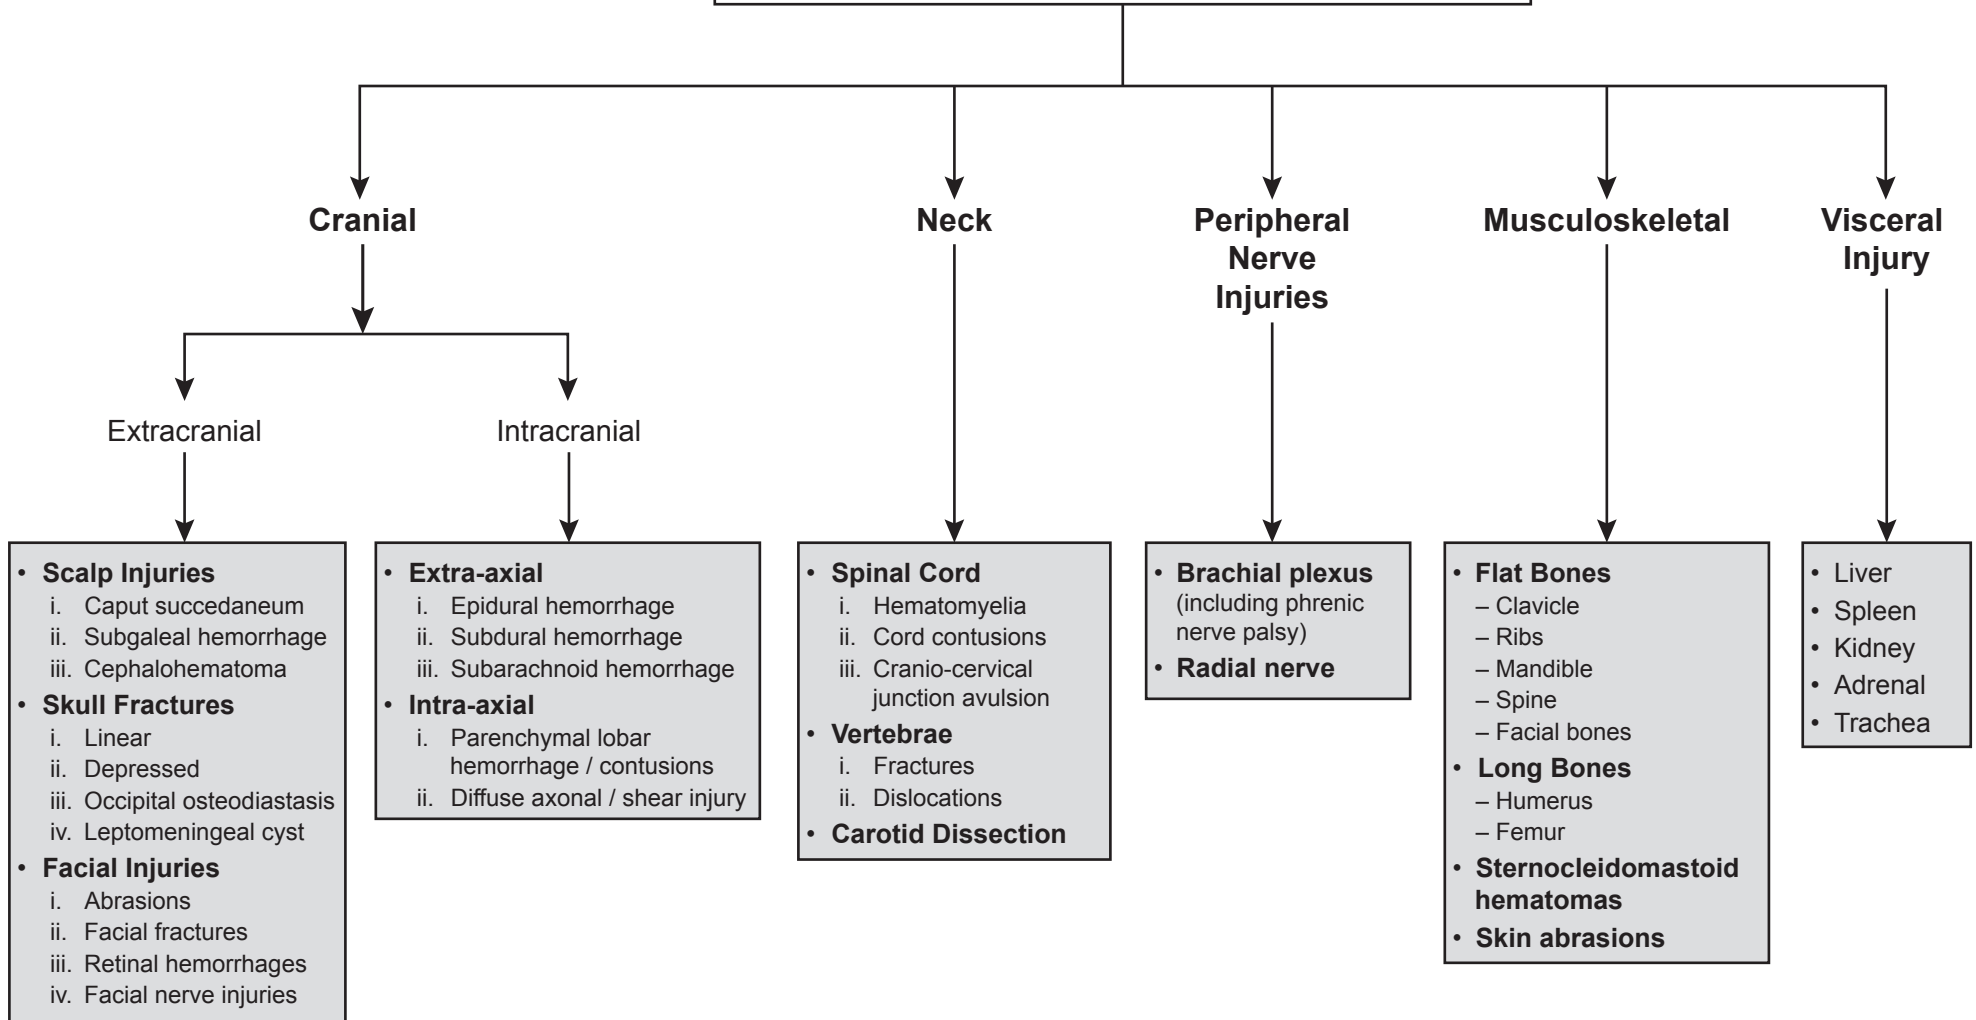 Cranial
Neck
Peripheral
Nerve
Injuries
Musculoskeletal
Visceral
Injury
Extracranial
Intracranial
• Scalp Injuries
i. Caput succedaneum
ii. Subgaleal hemorrhage
iii. Cephalohematoma
• Skull Fractures
i. Linear
ii. Depressed
iii. Occipital osteodiastasis
iv. Leptomeningeal cyst
• Facial Injuries
i. Abrasions
ii. Facial fractures
iii. Retinal hemorrhages
iv. Facial nerve injuries
• Extra-axial
i. Epidural hemorrhage
ii. Subdural hemorrhage
iii. Subarachnoid hemorrhage
• Intra-axial
i. Parenchymal lobar
hemorrhage / contusions
ii. Diffuse axonal / shear injury
• Spinal Cord
i. Hematomyelia
ii. Cord contusions
iii. Cranio-cervical
junction avulsion
• Vertebrae
i. Fractures
ii. Dislocations
• Carotid Dissection
• Brachial plexus
(including phrenic
nerve palsy)
• Radial nerve
• Flat Bones
– Clavicle
– Ribs
– Mandible
– Spine
– Facial bones
• Long Bones
– Humerus
– Femur
• Sternocleidomastoid
hematomas
• Skin abrasions
• Liver
• Spleen
• Kidney
• Adrenal
• Trachea